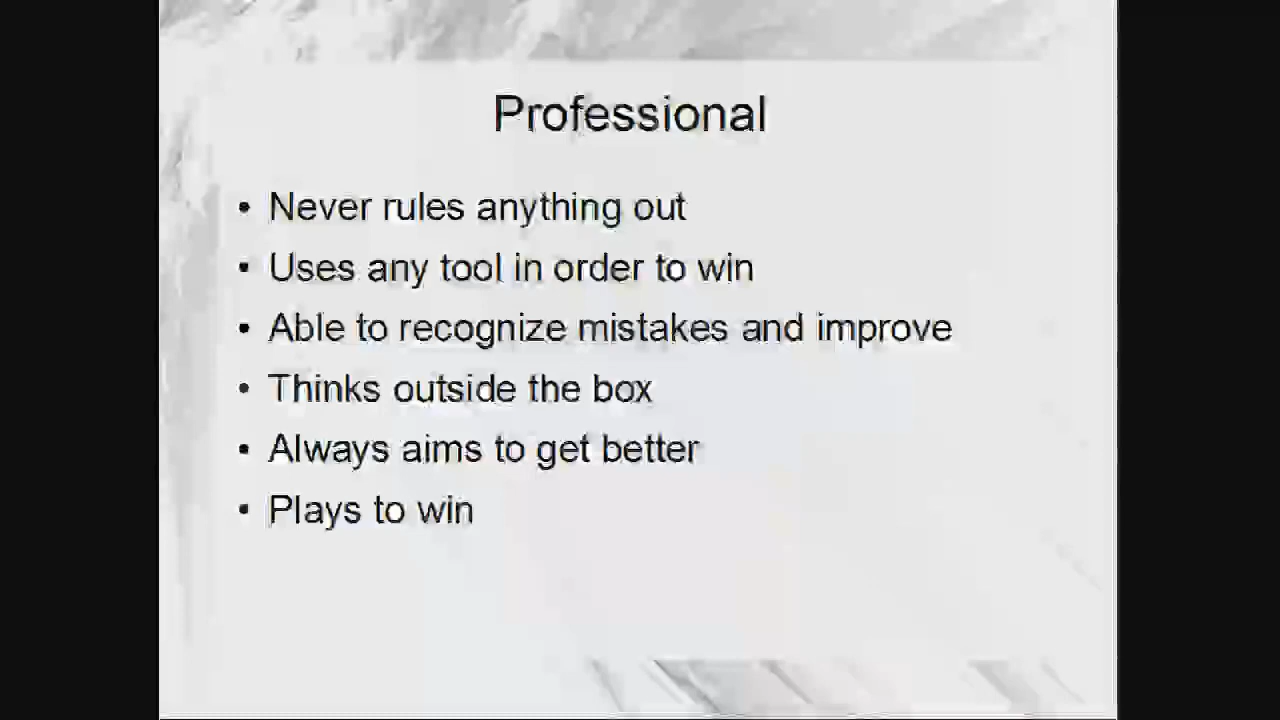 Professional
• Never rules anything out
• Uses any tool in order to win
• Able to recognize mistakes and improve
• Thinks outside the box
• Always aims to get better
• Plays to win